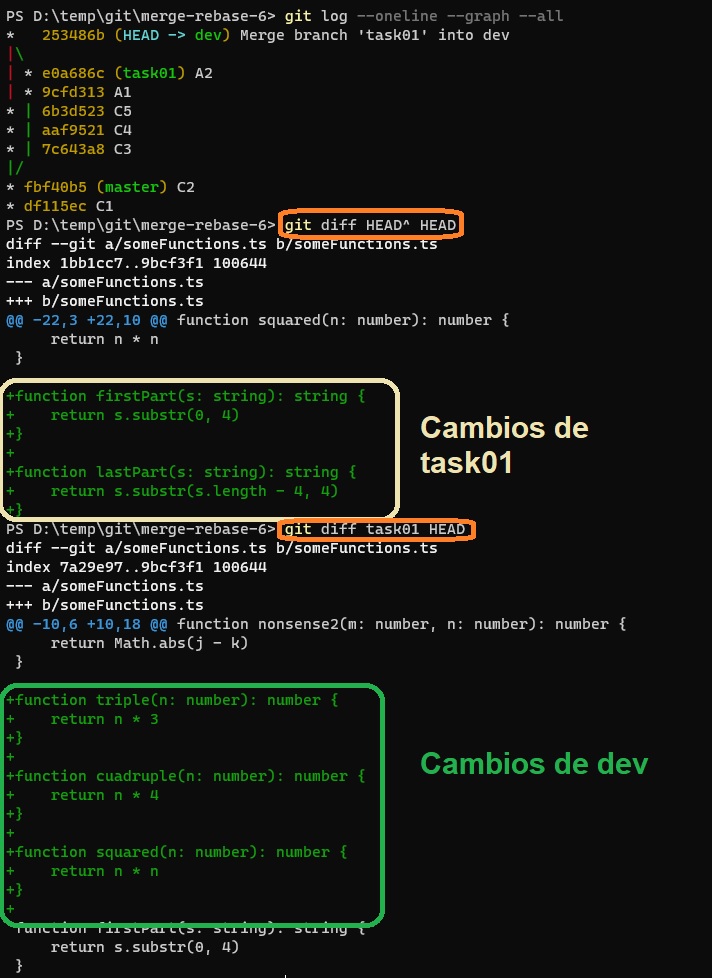 PS D:\temp\git\merge-rebase-6> git log --oneline --graph --all
*   253486b (HEAD -> dev) Merge branch 'task01' into dev
|\
| * e0a686c (task01) A2
| * 9cfd313 A1
* | 6b3d523 C5
* | aaf9521 C4
* | 7c643a8 C3
|/
* fbf40b5 (master) C2
* df115ec C1
PS D:\temp\git\merge-rebase-6> git diff HEAD^ HEAD
diff --git a/someFunctions.ts b/someFunctions.ts
index 1bb1cc7..9bcf3f1 100644
--- a/someFunctions.ts
+++ b/someFunctions.ts
@@ -22,3 +22,10 @@ function squared(n: number): number {
     return n * n
 }
+function firstPart(s: string): string {
+    return s.substr(0, 4)
+}
+
+function lastPart(s: string): string {
+    return s.substr(s.length - 4, 4)
+}
Cambios de
task01
PS D:\temp\git\merge-rebase-6> git diff task01 HEAD
diff --git a/someFunctions.ts b/someFunctions.ts
index 7a29e97..9bcf3f1 100644
--- a/someFunctions.ts
+++ b/someFunctions.ts
@@ -10,6 +10,18 @@ function nonsense2(m: number, n: number): number {
     return Math.abs(j - k)
 }
+function triple(n: number): number {
+    return n * 3
+}
+
+function cuadruple(n: number): number {
+    return n * 4
+}
+
+function squared(n: number): number {
+    return n * n
+}
+
Cambios de dev
 function firstPart(s: string): string {
     return s.substr(0, 4)
 }